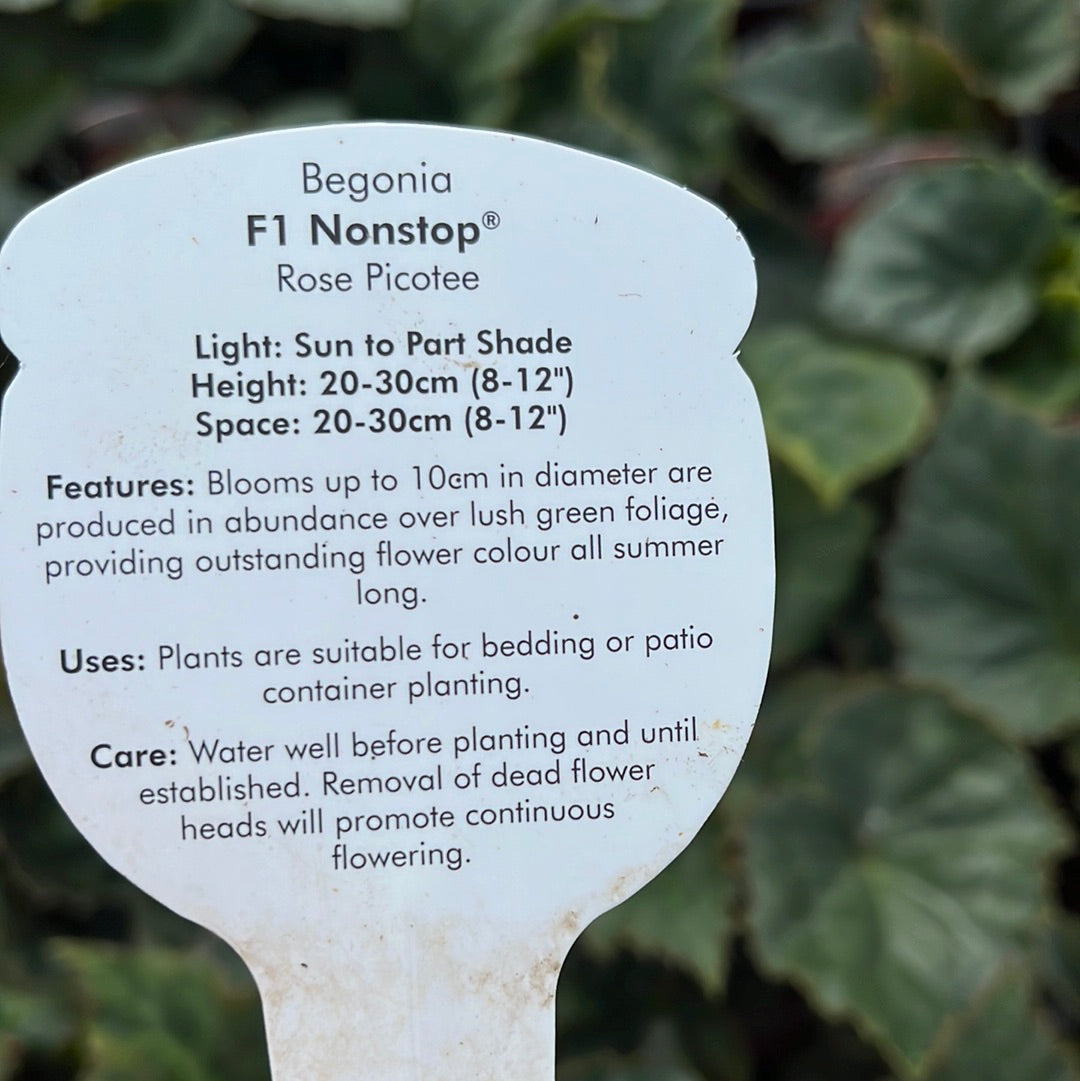 Begonia
F1 Nonstop®
Rose Picotee
Light: Sun to Part Shade
Height: 20-30cm (8-12")
Space: 20-30cm (8-12")
Features: Blooms up to 10cm in diameter are
produced in abundance over lush green foliage,
providing outstanding flower colour all summer
long.
Uses: Plants are suitable for bedding or patio
container planting.
Care: Water well before planting and until
established. Removal of dead flower
heads will promote continuous
flowering.